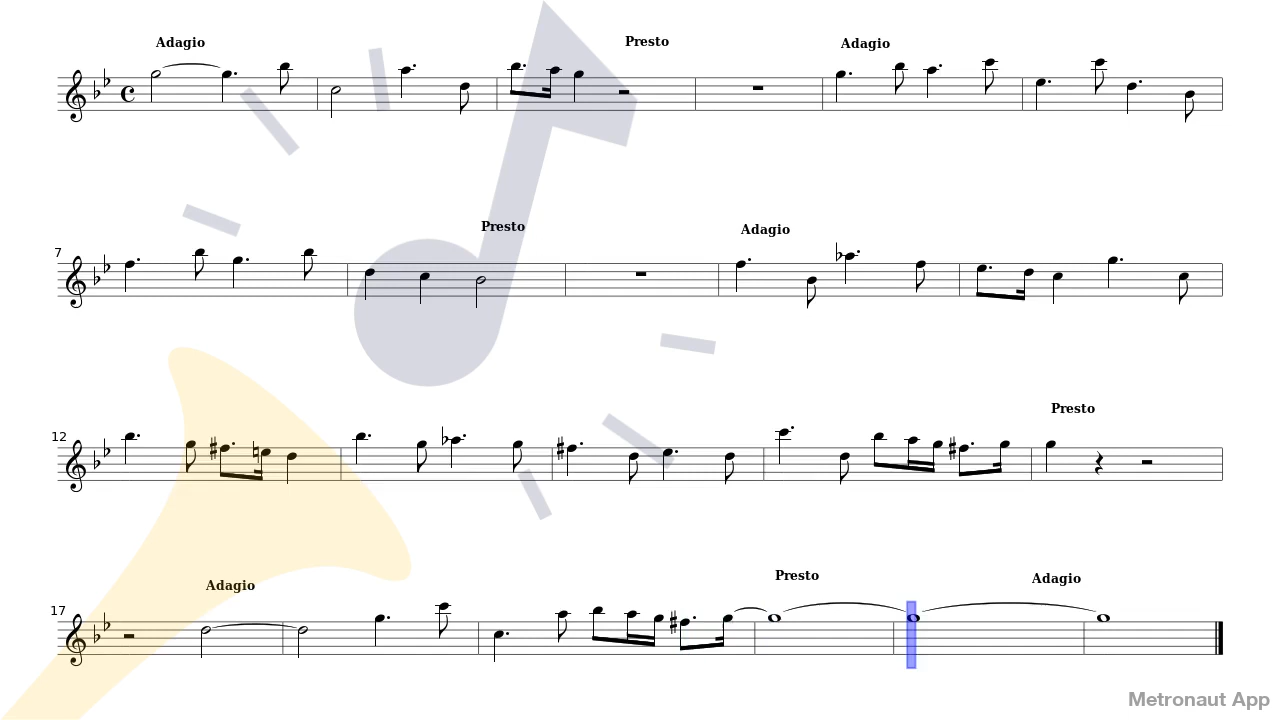 Adagio Presto Adagio
7 Presto Adagio
12 Presto
17 Adagio Presto Adagio
Metronaut App